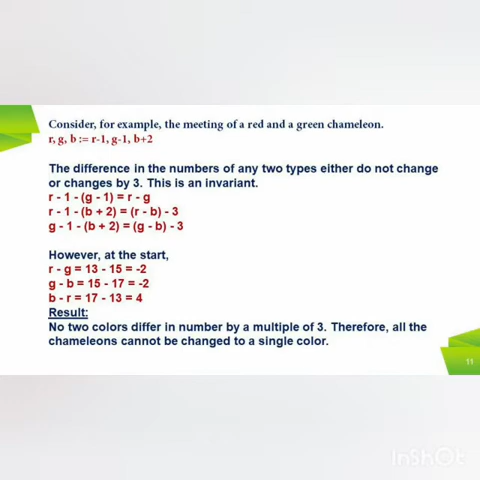 Consider, for example, the meeting of a red and a green chameleon.
r, g, b := r-1, g-1, b+2
The difference in the numbers of any two types either do not change
or changes by 3. This is an invariant.
r - 1 - (g - 1) = r - g
r - 1 - (b + 2) = (r - b) - 3
g - 1 - (b + 2) = (g - b) - 3
However, at the start,
r - g = 13 - 15 = -2
g - b = 15 - 17 = -2
b - r = 17 - 13 = 4
Result:
No two colors differ in number by a multiple of 3. Therefore, all the
chameleons cannot be changed to a single color.
11
InShOt